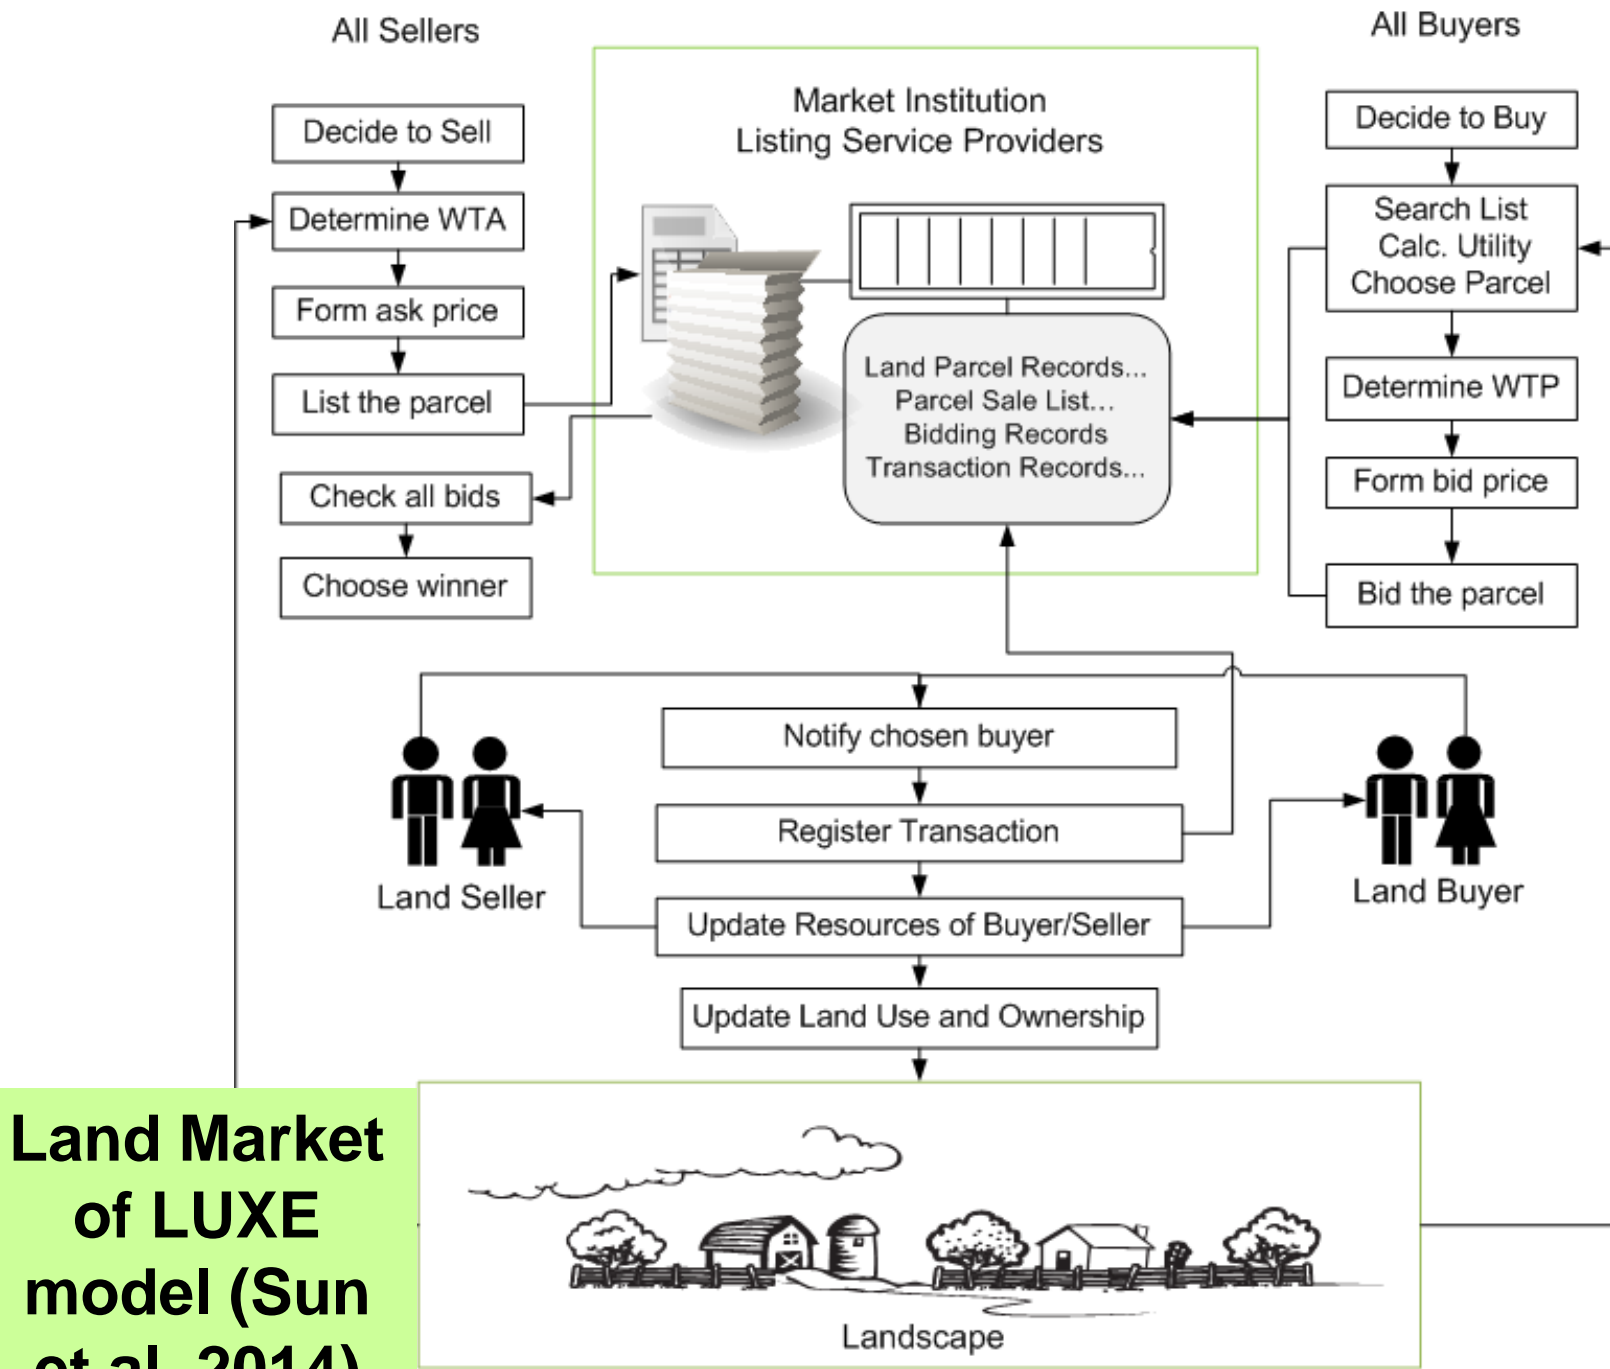 All Sellers
Decide to Sell
Determine WTA
Form ask price
List the parcel
Check all bids
Choose winner
Market Institution
Listing Service Providers
Land Parcel Records...
Parcel Sale List...
Bidding Records
Transaction Records...
All Buyers
Decide to Buy
Search List
Calc. Utility
Choose Parcel
Determine WTP
Form bid price
Bid the parcel
Notify chosen buyer
Register Transaction
Update Resources of Buyer/Seller
Update Land Use and Ownership
Land Seller
Land Buyer
Land Market
of LUXE
model (Sun
et al. 2014)
Landscape